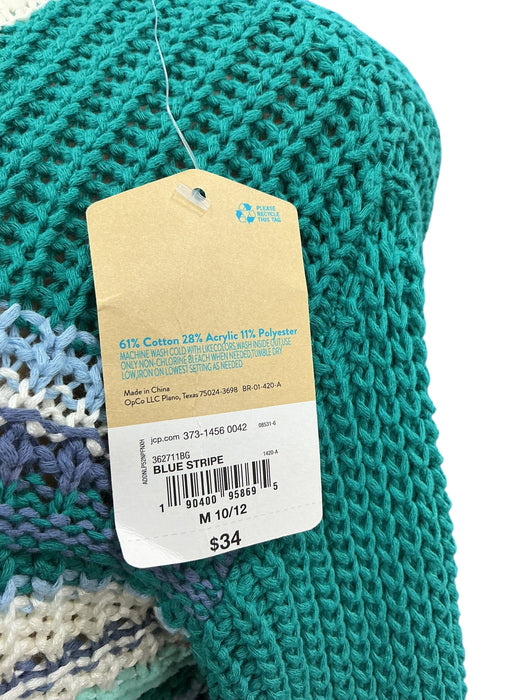 PLEASE
RECYCLE
THIS TAG
61% Cotton 28% Acrylic 11% Polyester
MACHINE WASH COLD WITH LIKECOLORS.WASH INSIDE OUT.USE
ONLY NON-CHLORINE BLEACH WHEN NEEDED.TUMBLE DRY
LOW.IRON ON LOWEST SETTING AS NEEDED
Made in China
OpCo LLC Plano, Texas 75024-3698 BR-01-420-A
jcp.com 373-1456 0042 08531-6
362711BG 1420-A
BLUE STRIPE
1 90400 95869 5
M 10/12
$34